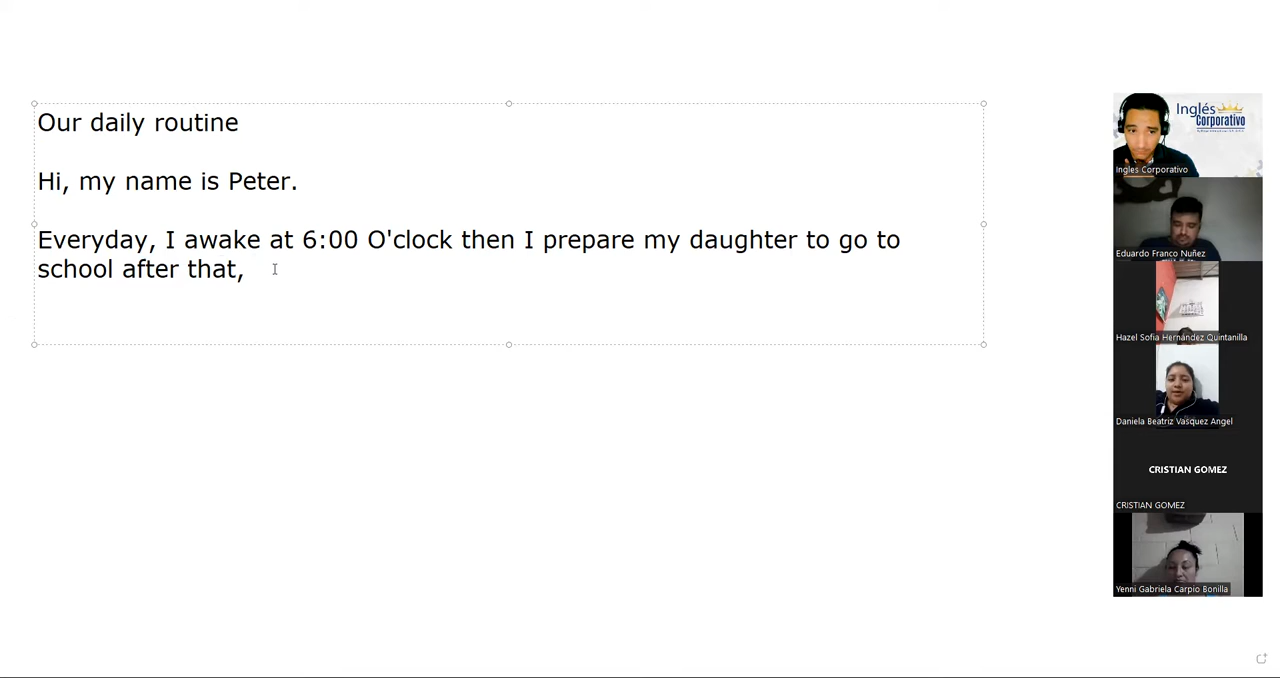 Our daily routine
Hi, my name is Peter.
Everyday, I awake at 6:00 O'clock then I prepare my daughter to go to
school after that,
Inglés
Corporativo
Ingles Corporativo
Eduardo Franco Nuñez
Hazel Sofia Hernández Quintanilla
Daniela Beatriz Vasquez Angel
CRISTIAN GOMEZ
CRISTIAN GOMEZ
Yenni Gabriela Carpio Bonilla